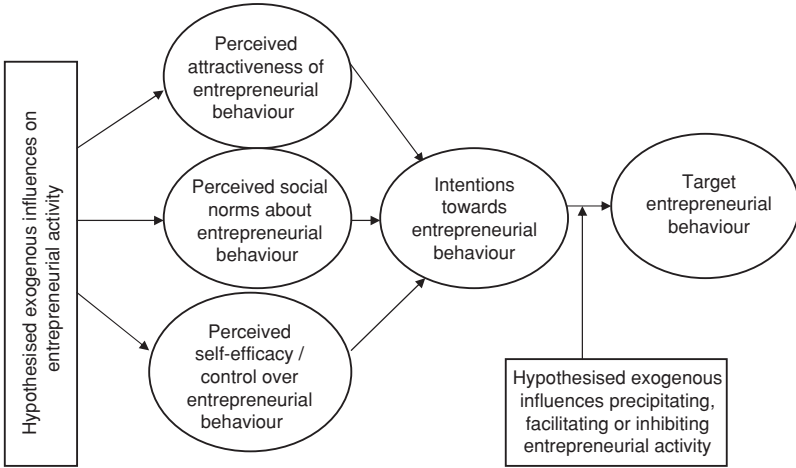 Hypothesised exogenous influences on
entrepreneurial activity
Perceived
attractiveness of
entrepreneurial
behaviour
Perceived social
norms about
entrepreneurial
behaviour
Perceived
self-efficacy /
control over
entrepreneurial
behaviour
Intentions
towards
entrepreneurial
behaviour
Target
entrepreneurial
behaviour
Hypothesised exogenous
influences precipitating,
facilitating or inhibiting
entrepreneurial activity